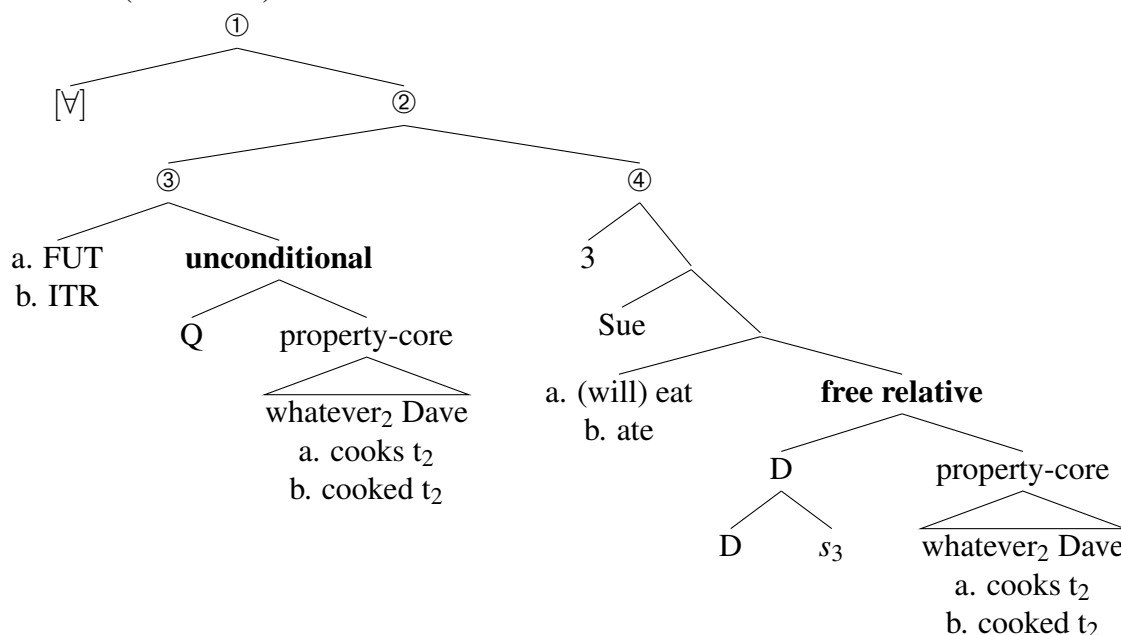 ①
[∀]
②
③
④
a. FUT
b. ITR
unconditional
3
Q
property-core
Sue
whatever₂ Dave
a. cooks t₂
b. cooked t₂
a. (will) eat
b. ate
free relative
D
property-core
D
s₃
whatever₂ Dave
a. cooks t₂
b. cooked t₂